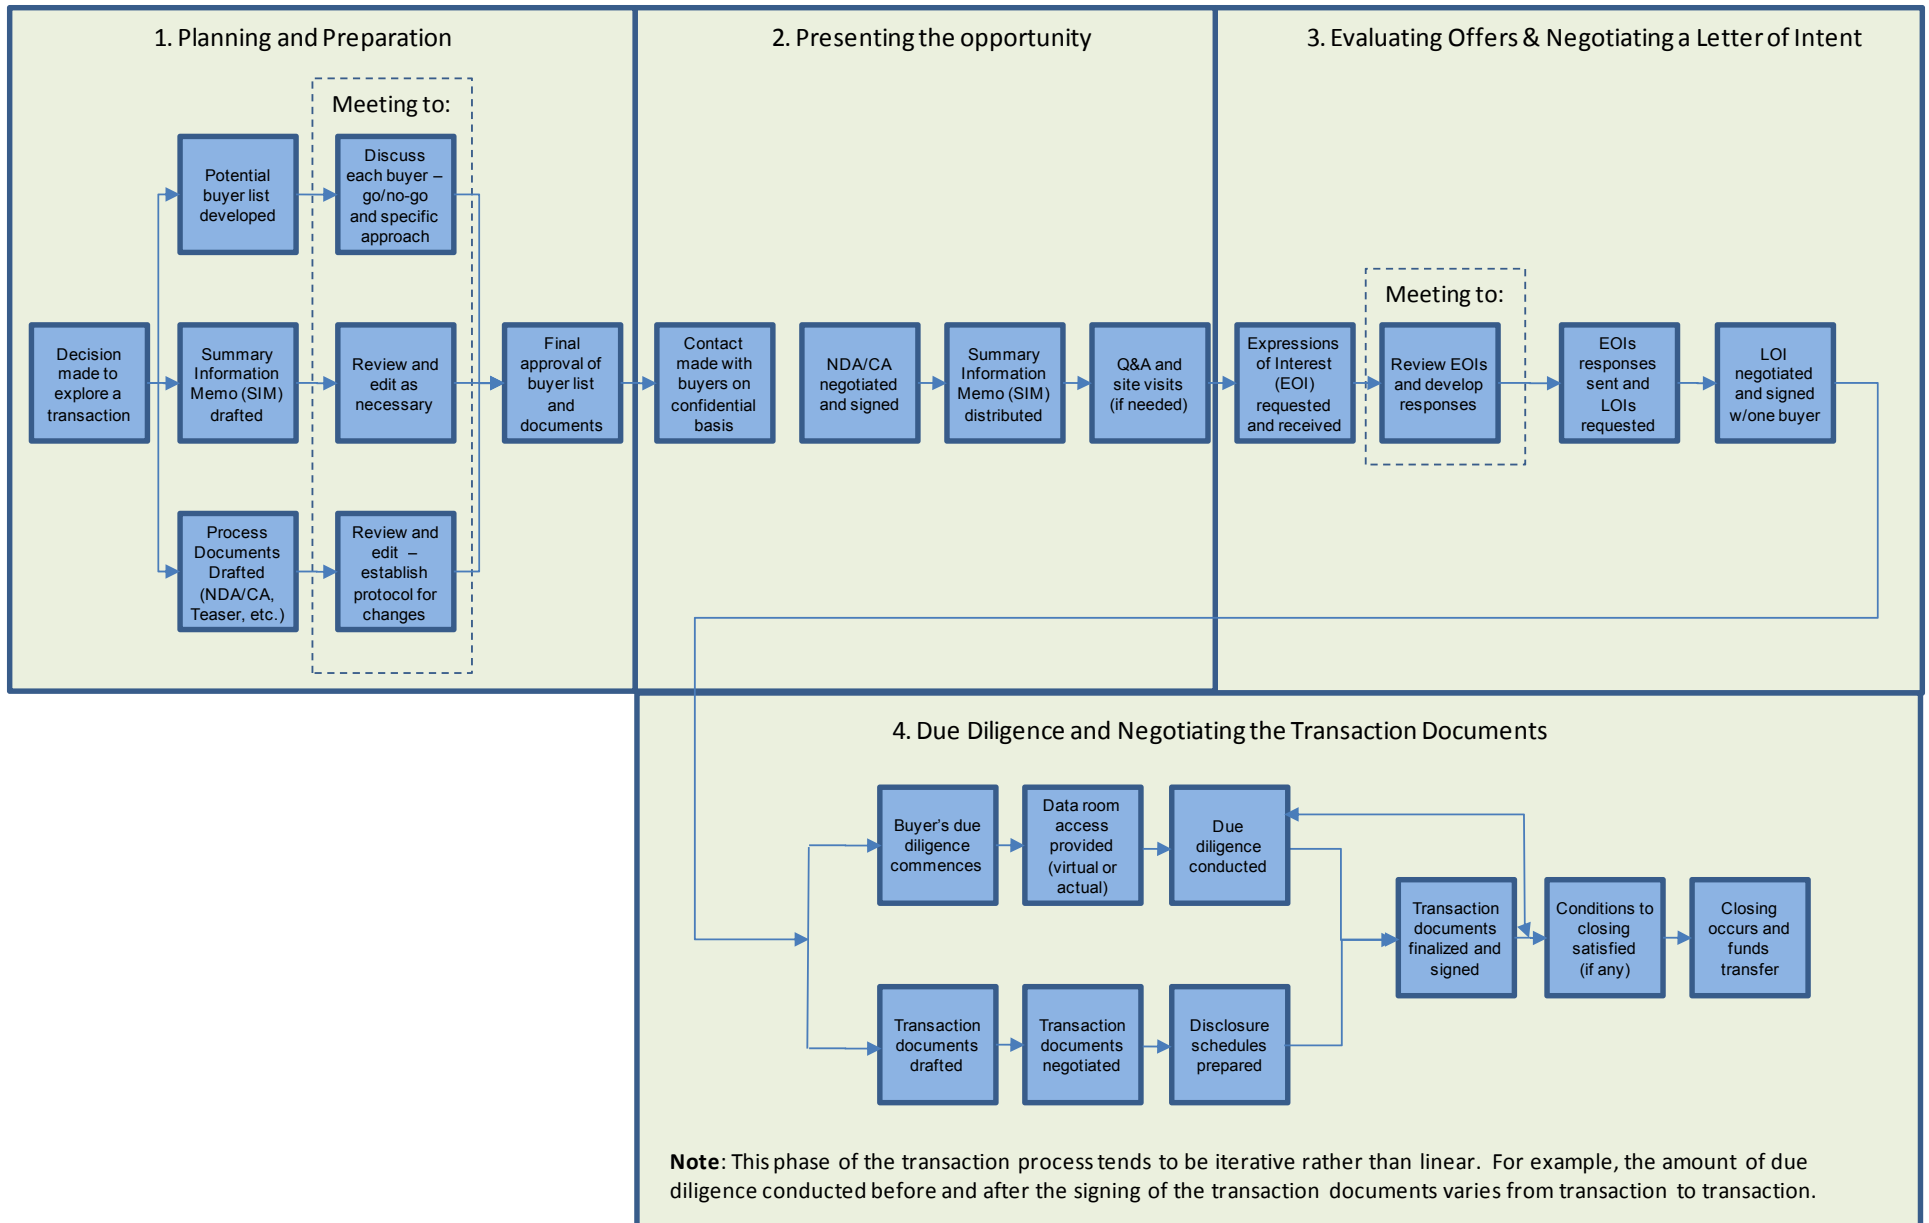 1. Planning and Preparation
Meeting to:
Decision
made to
explore a
transaction
Potential
buyer list
developed
Discuss
each buyer –
go/no-go
and specific
approach
Summary
Information
Memo (SIM)
drafted
Review and
edit as
necessary
Process
Documents
Drafted
(NDA/CA,
Teaser, etc.)
Review and
edit –
establish
protocol for
changes
Final
approval of
buyer list
and
documents
2. Presenting the opportunity
Contact
made with
buyers on
confidential
basis
NDA/CA
negotiated
and signed
Summary
Information
Memo (SIM)
distributed
Q&A and
site visits
(if needed)
3. Evaluating Offers & Negotiating a Letter of Intent
Expressions
of Interest
(EOI)
requested
and received
Meeting to:
Review EOIs
and develop
responses
EOIs
responses
sent and
LOIs
requested
LOI
negotiated
and signed
w/one buyer
4. Due Diligence and Negotiating the Transaction Documents
Buyer's due
diligence
commences
Data room
access
provided
(virtual or
actual)
Due
diligence
conducted
Transaction
documents
drafted
Transaction
documents
negotiated
Disclosure
schedules
prepared
Transaction
documents
finalized and
signed
Conditions to
closing
satisfied
(if any)
Closing
occurs and
funds
transfer
Note: This phase of the transaction process tends to be iterative rather than linear. For example, the amount of due
diligence conducted before and after the signing of the transaction documents varies from transaction to transaction.